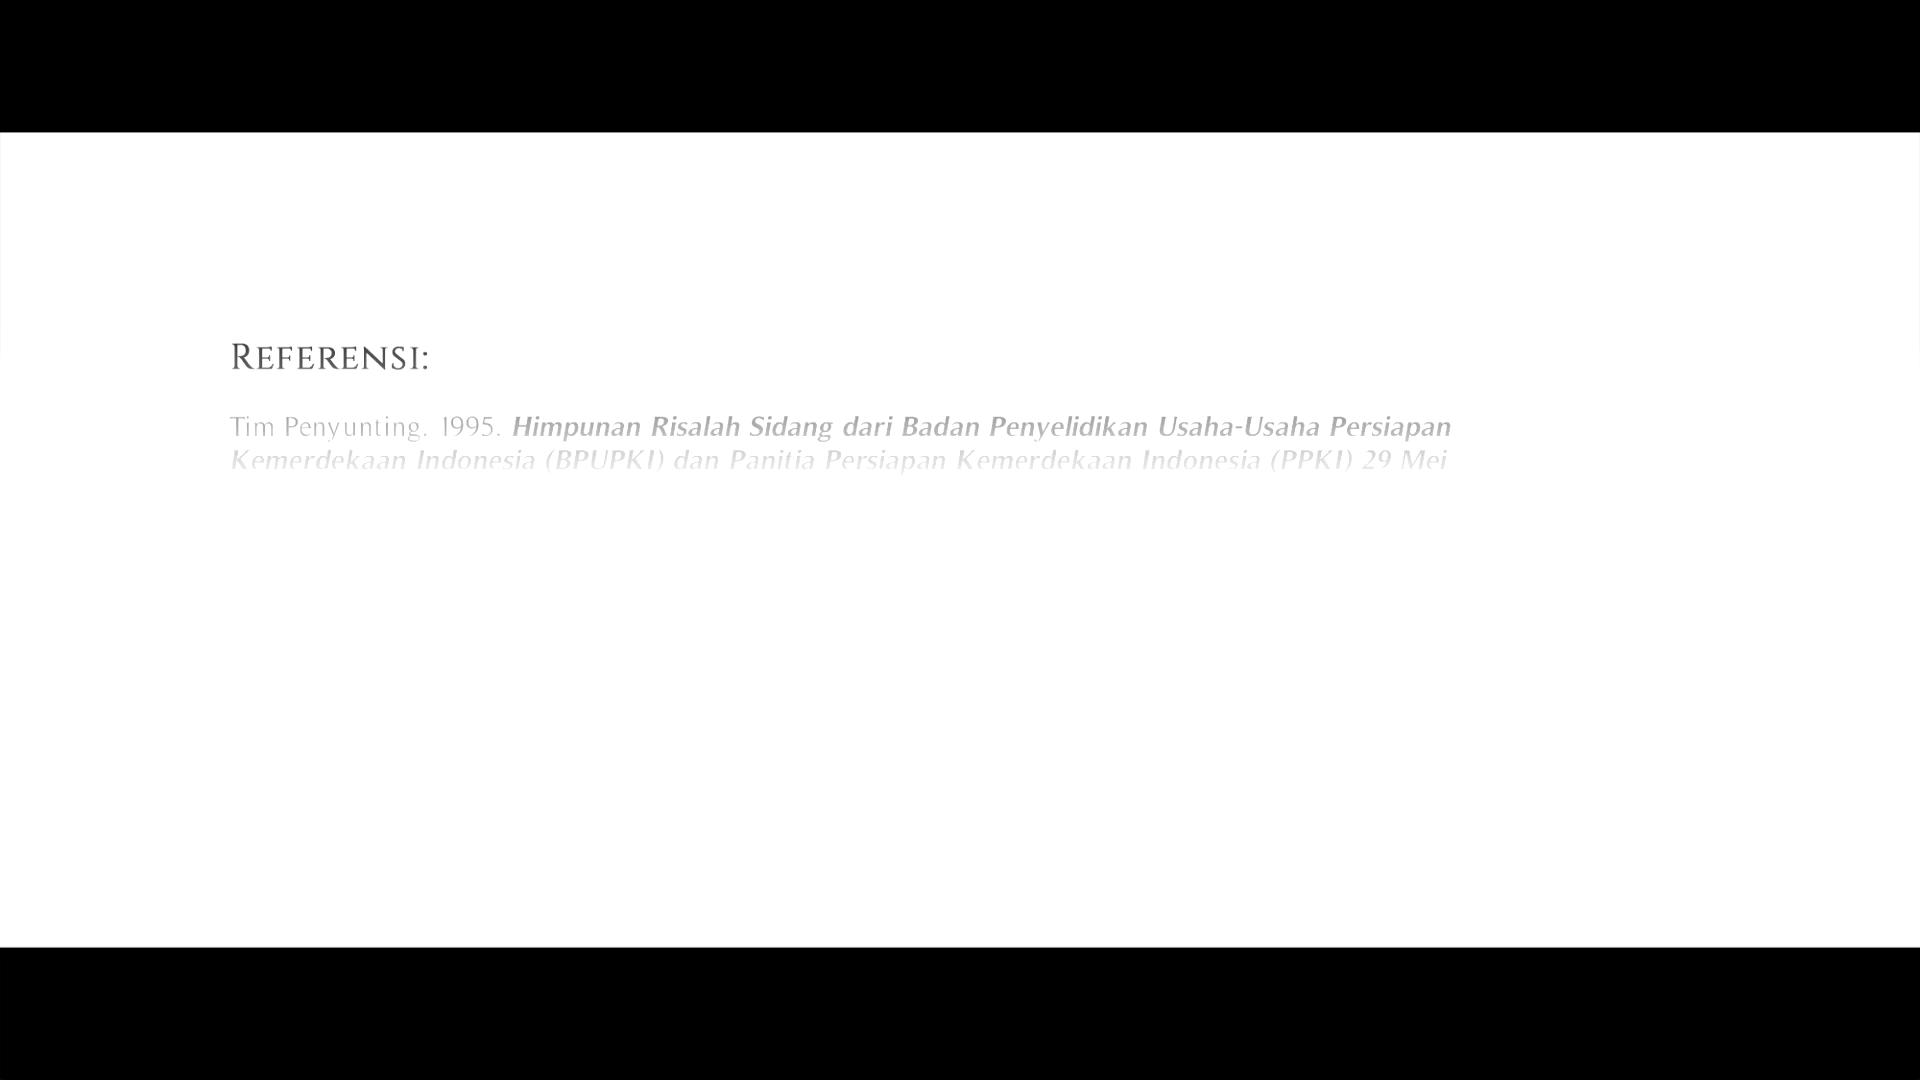 Referensi:
Tim Penyunting. 1995. Himpunan Risalah Sidang dari Badan Penyelidikan Usaha-Usaha Persiapan
Kemerdekaan Indonesia (BPUPKI) dan Panitia Persiapan Kemerdekaan Indonesia (PPKI) 29 Mei